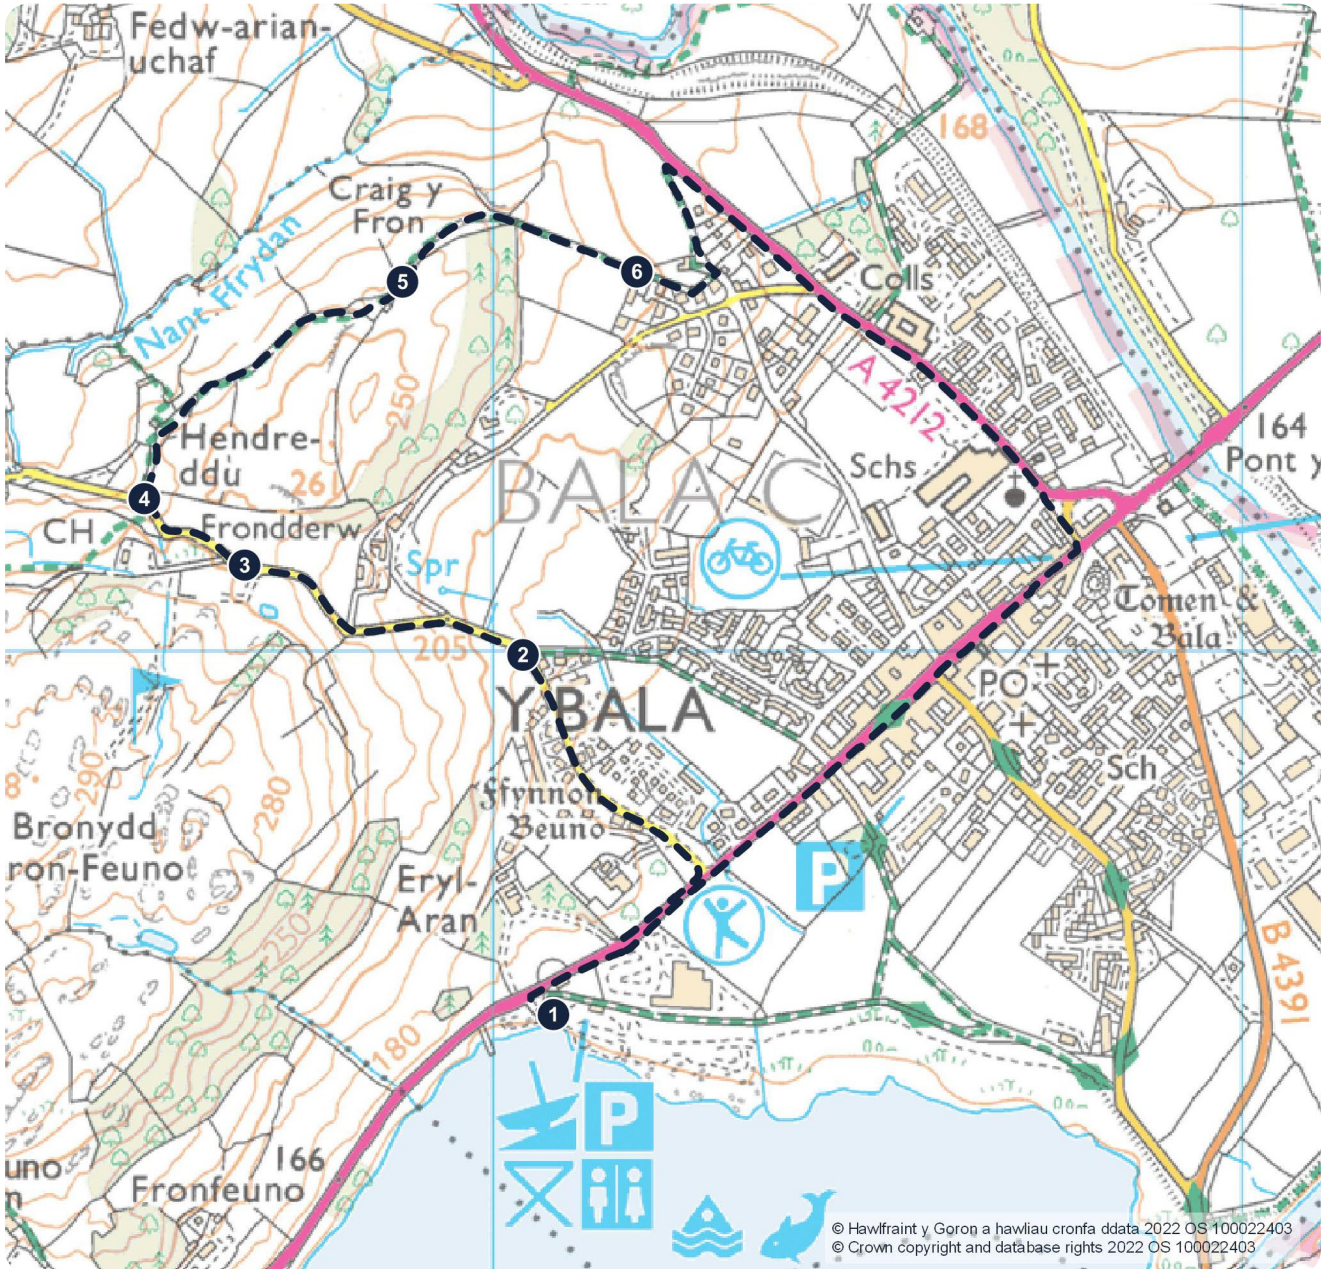 Fedw-arian-
uchaf
168
Craig y
Fron
5
6
Nant Ffrydan
Colls
A 4212
250
Hendre-
ddu
261
164
Pont y
BALA C
Schs
4
CH
Frondderw
3
Spr
205
2
Tomen
Bala
Y BALA
PO
Sch
290
280
Ffynnon
Beuno
Bronydd
ron-Feuno
P
Eryl-
Aran
250
B 4391
1
180
P
uno
n
166
Fronfeuno
© Hawlfraint y Goron a hawliau cronfa ddata 2022 OS 100022403
© Crown copyright and database rights 2022 OS 100022403